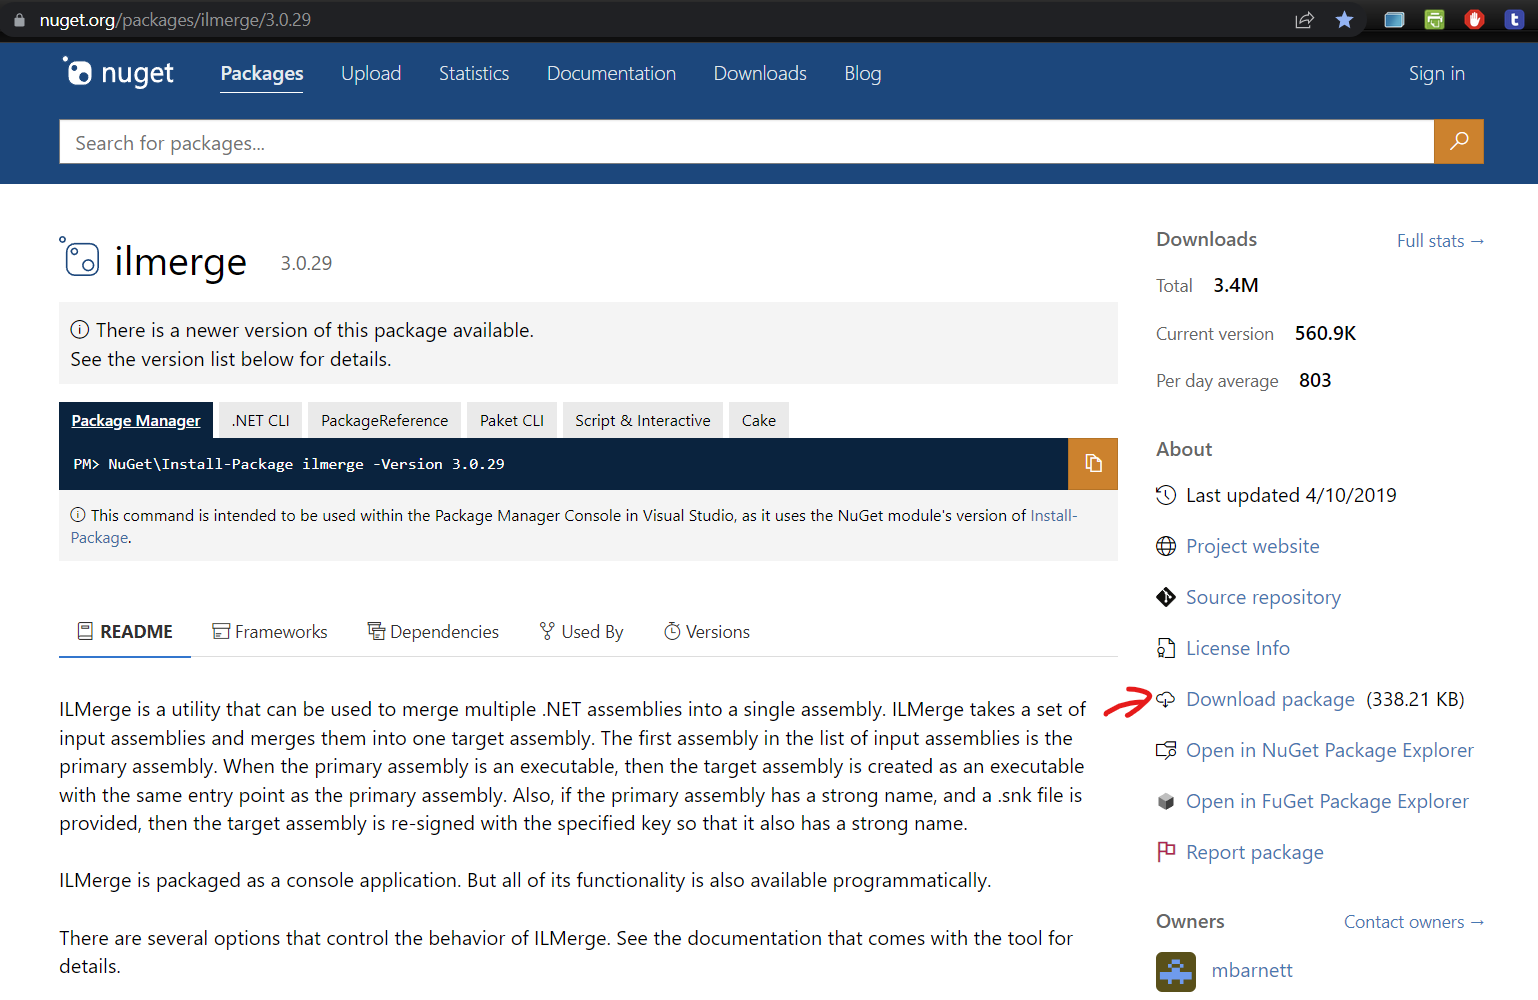 nuget.org/packages/ilmerge/3.0.29
nuget
Packages
Upload
Statistics
Documentation
Downloads
Blog
Sign in
Search for packages...
ilmerge 3.0.29
There is a newer version of this package available.
See the version list below for details.
Package Manager
.NET CLI
PackageReference
Paket CLI
Script & Interactive
Cake
PM> NuGet\Install-Package ilmerge -Version 3.0.29
This command is intended to be used within the Package Manager Console in Visual Studio, as it uses the NuGet module's version of Install-
Package.
README
Frameworks
Dependencies
Used By
Versions
ILMerge is a utility that can be used to merge multiple .NET assemblies into a single assembly. ILMerge takes a set of
input assemblies and merges them into one target assembly. The first assembly in the list of input assemblies is the
primary assembly. When the primary assembly is an executable, then the target assembly is created as an executable
with the same entry point as the primary assembly. Also, if the primary assembly has a strong name, and a .snk file is
provided, then the target assembly is re-signed with the specified key so that it also has a strong name.
ILMerge is packaged as a console application. But all of its functionality is also available programmatically.
There are several options that control the behavior of ILMerge. See the documentation that comes with the tool for
details.
Downloads
Full stats →
Total 3.4M
Current version 560.9K
Per day average 803
About
Last updated 4/10/2019
Project website
Source repository
License Info
Download package (338.21 KB)
Open in NuGet Package Explorer
Open in FuGet Package Explorer
Report package
Owners
Contact owners →
mbarnett